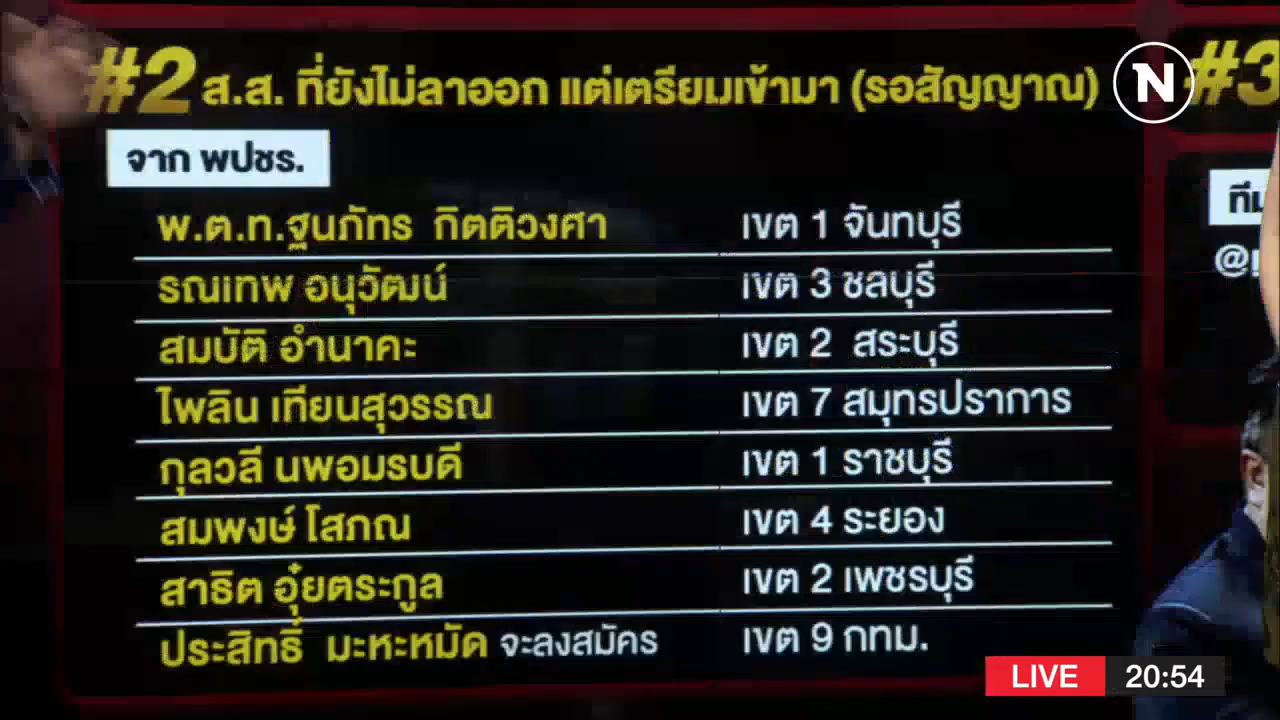 #2 ส.ส. ที่ยังไม่ลาออก แต่เตรียมเข้ามา (รอสัญญาณ)
N
#3
จาก พปชร.
พ.ต.ท.ฐนภัทร กิตติวงศา เขต 1 จันทบุรี
รณเทพ อนุวัฒน์ เขต 3 ชลบุรี
สมบัติ อำนาคะ เขต 2 สระบุรี
ไพลิน เทียนสุวรรณ เขต 7 สมุทรปราการ
กุลวลี นพอมรบดี เขต 1 ราชบุรี
สมพงษ์ โสภณ เขต 4 ระยอง
สาธิต อุ๋ยตระกูล เขต 2 เพชรบุรี
ประสิทธิ์ มะหะหมัด จะลงสมัคร เขต 9 กทม.
LIVE 20:54